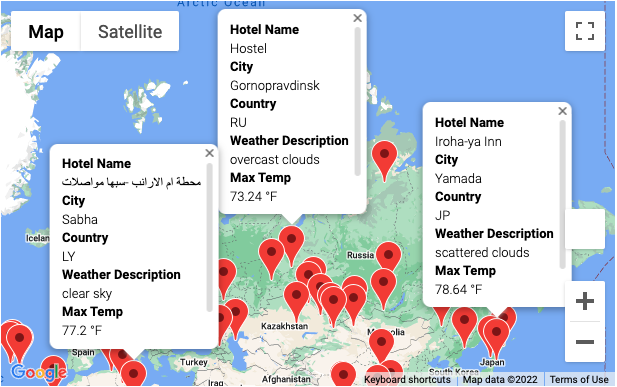 Arctic Ocean
Map
Satellite
Hotel Name
Hostel
City
Gornopravdinsk
Country
RU
Weather Description
overcast clouds
Max Temp
73.24 °F
Hotel Name
Iroha-ya Inn
City
Yamada
Country
JP
Weather Description
scattered clouds
Max Temp
78.64 °F
Hotel Name
محطة ام الارانب -سبها مواصلات
City
Sabha
Country
LY
Weather Description
clear sky
Max Temp
77.2 °F
Russia
Kazakhstan
Mongolia
Spain
Turkey
Afghanistan
South Korea
Japan
Google
Keyboard shortcuts
Map data ©2022
Terms of Use